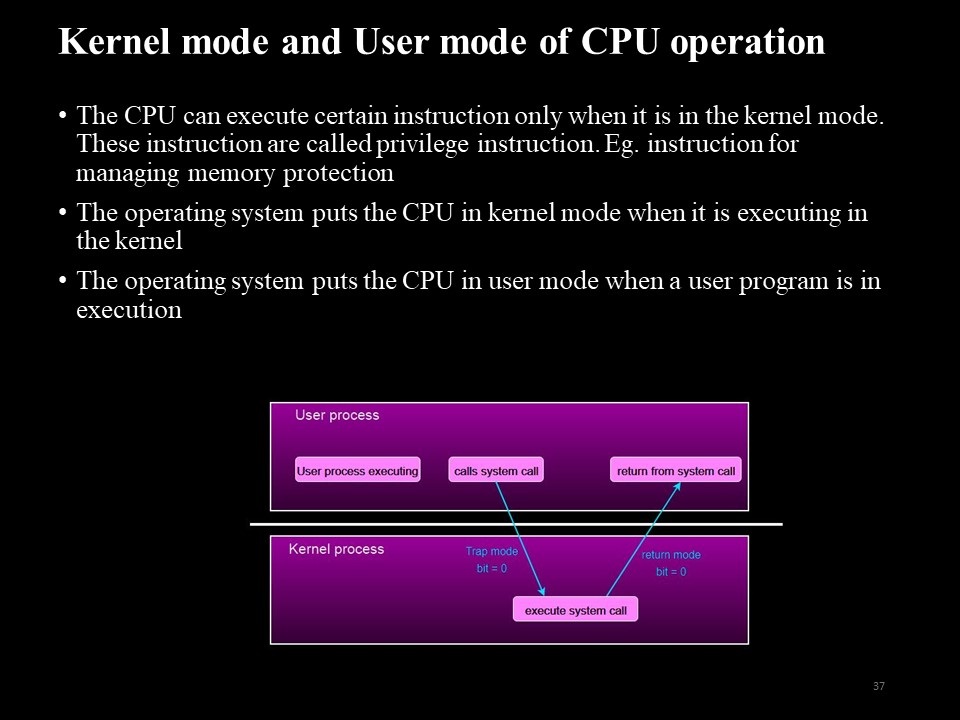 Kernel mode and User mode of CPU operation
• The CPU can execute certain instruction only when it is in the kernel mode.
These instruction are called privilege instruction. Eg. instruction for
managing memory protection
• The operating system puts the CPU in kernel mode when it is executing in
the kernel
• The operating system puts the CPU in user mode when a user program is in
execution
User process
User process executing
calls system call
return from system call
Kernel process
Trap mode
bit = 0
return mode
bit = 0
execute system call
37